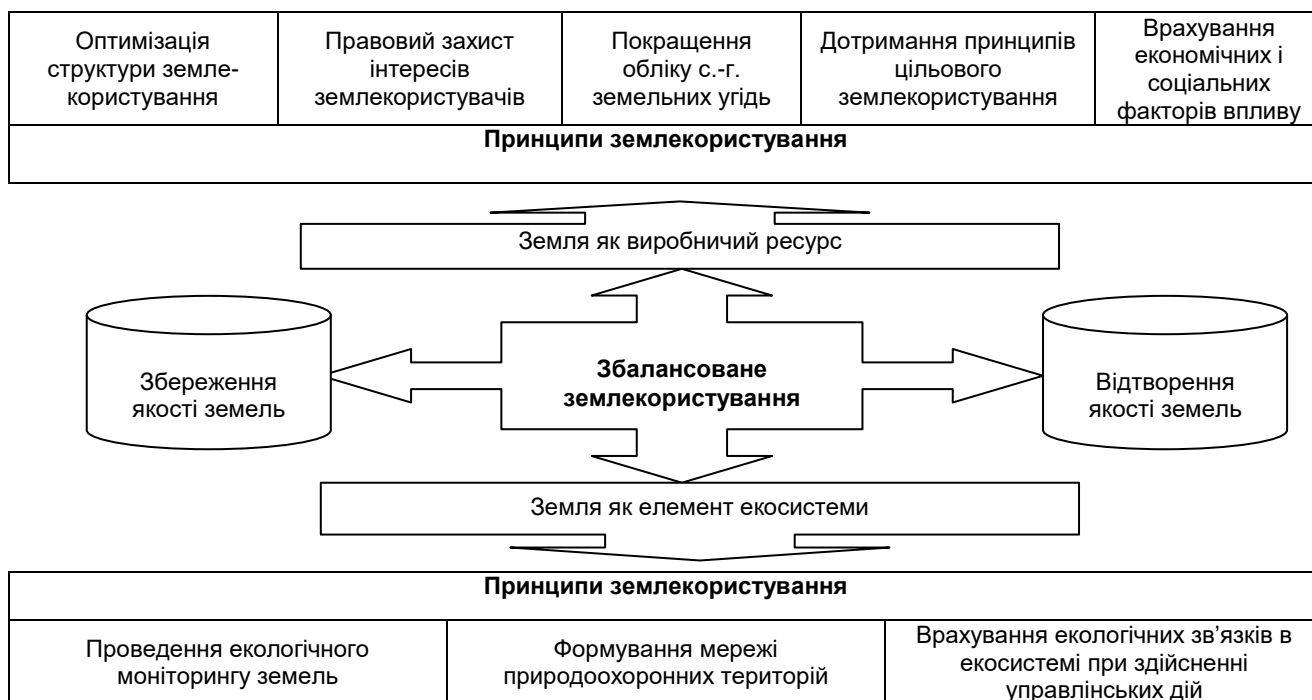 Оптимізація
структури земле-
користування
Правовий захист
інтересів
землекористувачів
Покращення
обліку с.-г.
земельних угідь
Дотримання принципів
цільового
землекористування
Врахування
економічних і
соціальних
факторів впливу
Принципи землекористування
Земля як виробничий ресурс
Збереження
якості земель
Збалансоване
землекористування
Відтворення
якості земель
Земля як елемент екосистеми
Принципи землекористування
Проведення екологічного
моніторингу земель
Формування мережі
природоохоронних територій
Врахування екологічних зв’язків в
екосистемі при здійсненні
управлінських дій